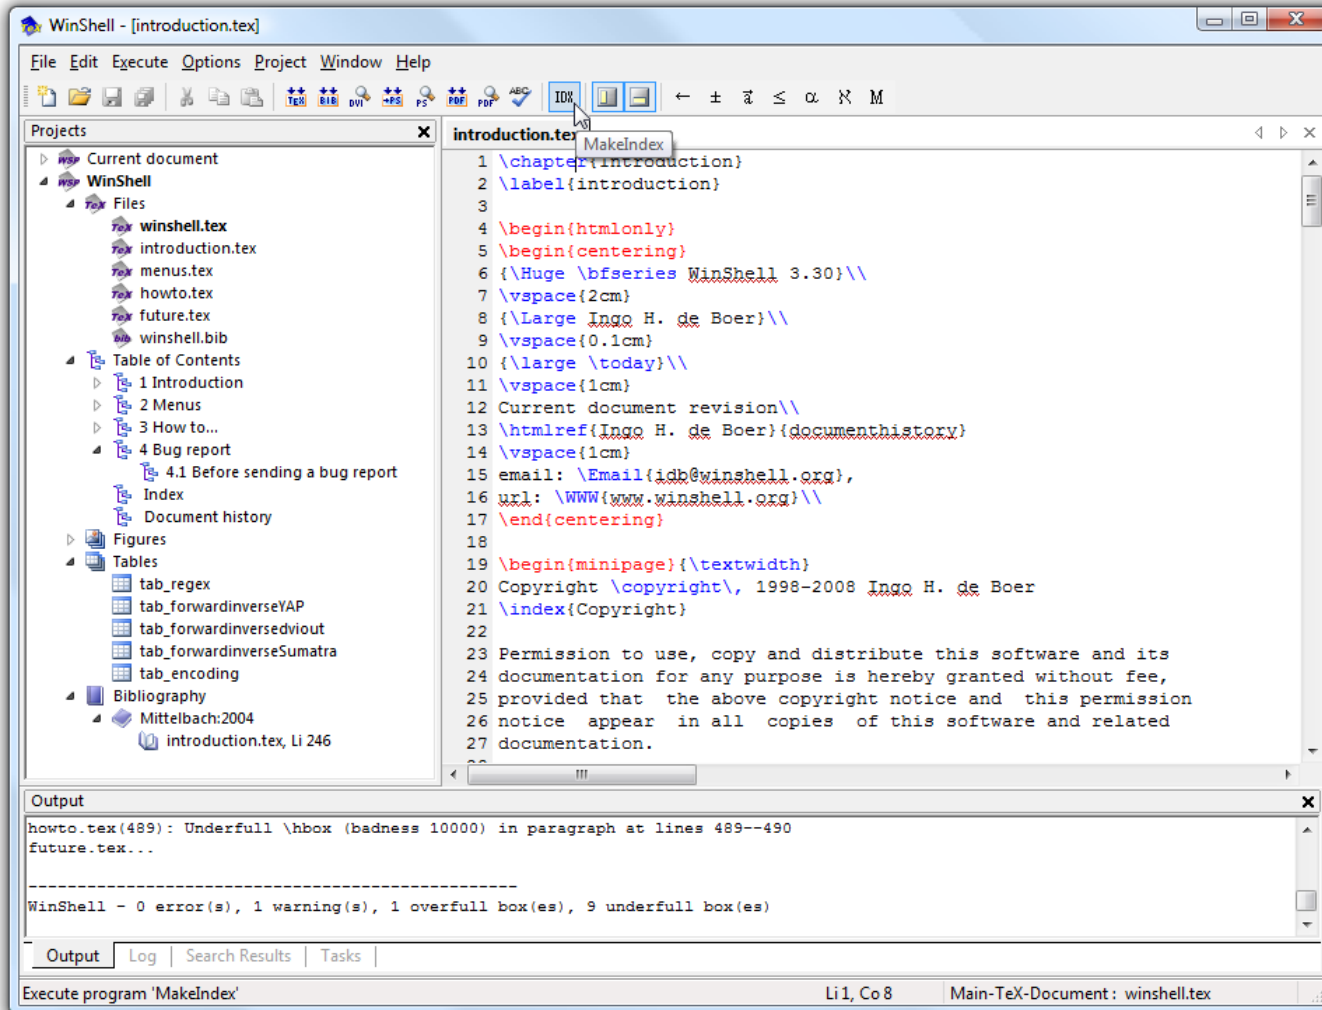 WinShell - [introduction.tex]
File Edit Execute Options Project Window Help
TEX BIB DVI PS PS PDF PDF ABC IDX ← ± a ≤ α ℵ M
Projects
Current document
WinShell
Files
winshell.tex
introduction.tex
menus.tex
howto.tex
future.tex
winshell.bib
Table of Contents
1 Introduction
2 Menus
3 How to...
4 Bug report
4.1 Before sending a bug report
Index
Document history
Figures
Tables
tab_regex
tab_forwardinverseYAP
tab_forwardinversedviout
tab_forwardinverseSumatra
tab_encoding
Bibliography
Mittelbach:2004
introduction.tex, Li 246
introduction.tex
MakeIndex
1 \chapter{introduction}
2 \label{introduction}
3
4 \begin{htmlonly}
5 \begin{centering}
6 {\Huge \bfseries WinShell 3.30}\\
7 \vspace{2cm}
8 {\Large Ingo H. de Boer}\\
9 \vspace{0.1cm}
10 {\large \today}\\
11 \vspace{1cm}
12 Current document revision\\
13 \htmlref{Ingo H. de Boer}{documenthistory}
14 \vspace{1cm}
15 email: \Email{idb@winshell.org},
16 url: \WWW{www.winshell.org}\\
17 \end{centering}
18
19 \begin{minipage}{\textwidth}
20 Copyright \copyright\, 1998-2008 Ingo H. de Boer
21 \index{Copyright}
22
23 Permission to use, copy and distribute this software and its
24 documentation for any purpose is hereby granted without fee,
25 provided that  the above copyright notice and  this permission
26 notice  appear  in all  copies  of this software and related
27 documentation.
Output
howto.tex(489): Underfull \hbox (badness 10000) in paragraph at lines 489--490
future.tex...
--------------------------------------------------
WinShell - 0 error(s), 1 warning(s), 1 overfull box(es), 9 underfull box(es)
Output Log Search Results Tasks
Execute program 'MakeIndex' Li 1, Co 8 Main-TeX-Document : winshell.tex